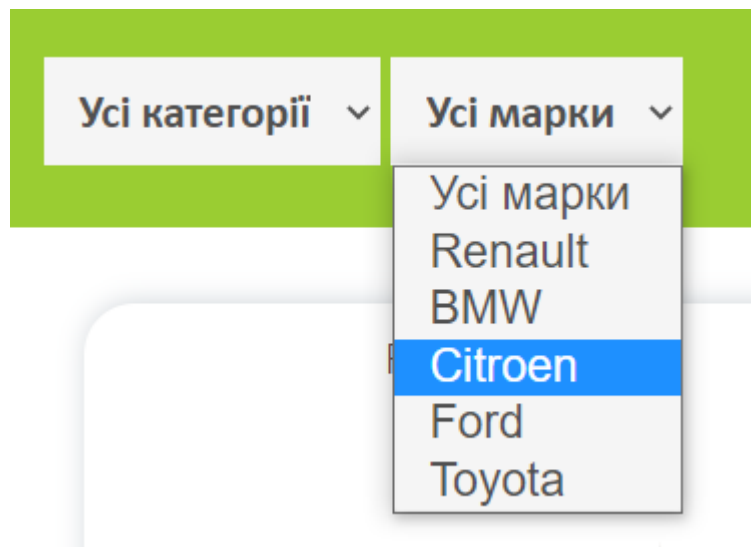 Усі категорії Усі марки
Усі марки
Renault
BMW
Citroen
Ford
Toyota